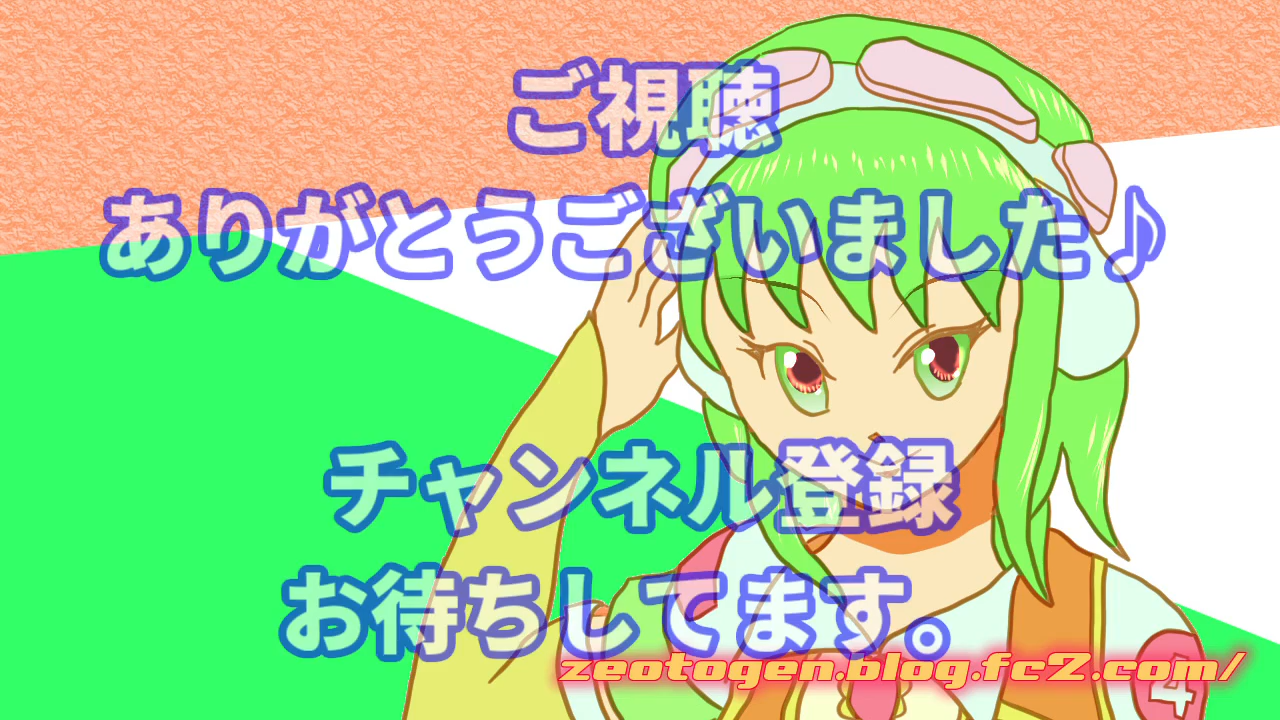 ご視聴
ありがとうございました♪
チャンネル登録
お待ちしてます。
zeotogen.blog.fc2.com/
4